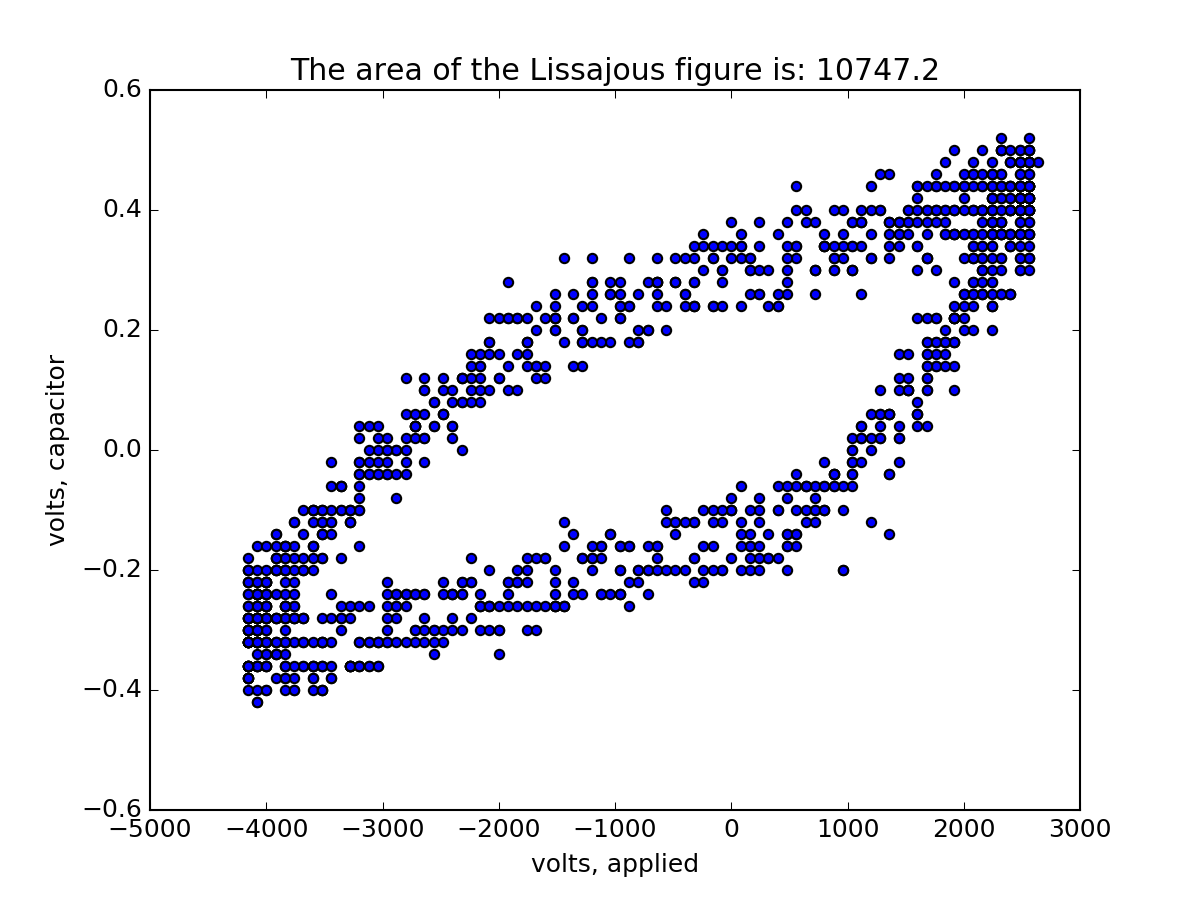 The area of the Lissajous figure is: 10747.2
0.6
0.4
0.2
0.0
−0.2
−0.4
−0.6
volts, capacitor
−5000 −4000 −3000 −2000 −1000 0 1000 2000 3000
volts, applied